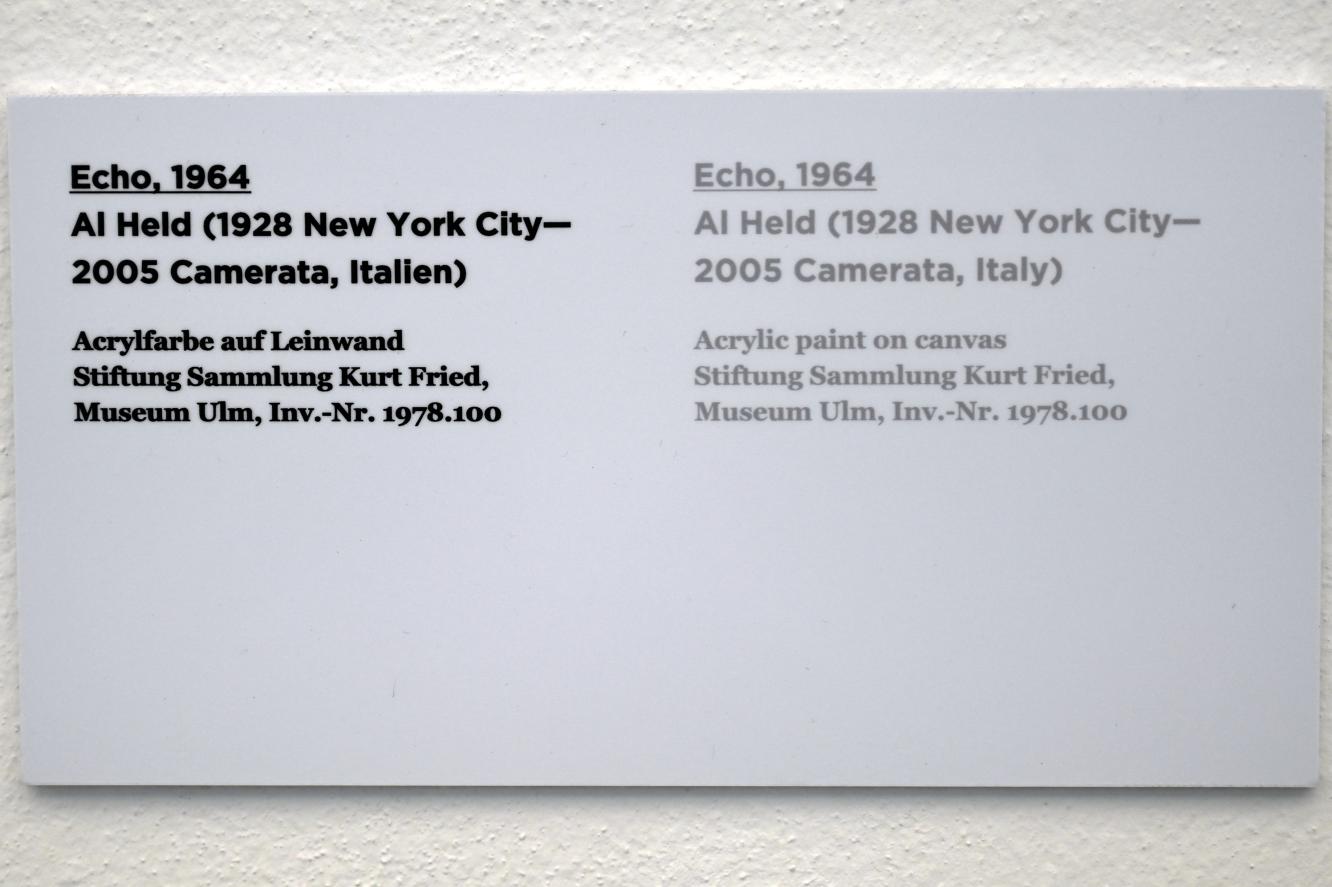 Echo, 1964
Al Held (1928 New York City—
2005 Camerata, Italien)
Acrylfarbe auf Leinwand
Stiftung Sammlung Kurt Fried,
Museum Ulm, Inv.-Nr. 1978.100
Echo, 1964
Al Held (1928 New York City—
2005 Camerata, Italy)
Acrylic paint on canvas
Stiftung Sammlung Kurt Fried,
Museum Ulm, Inv.-Nr. 1978.100